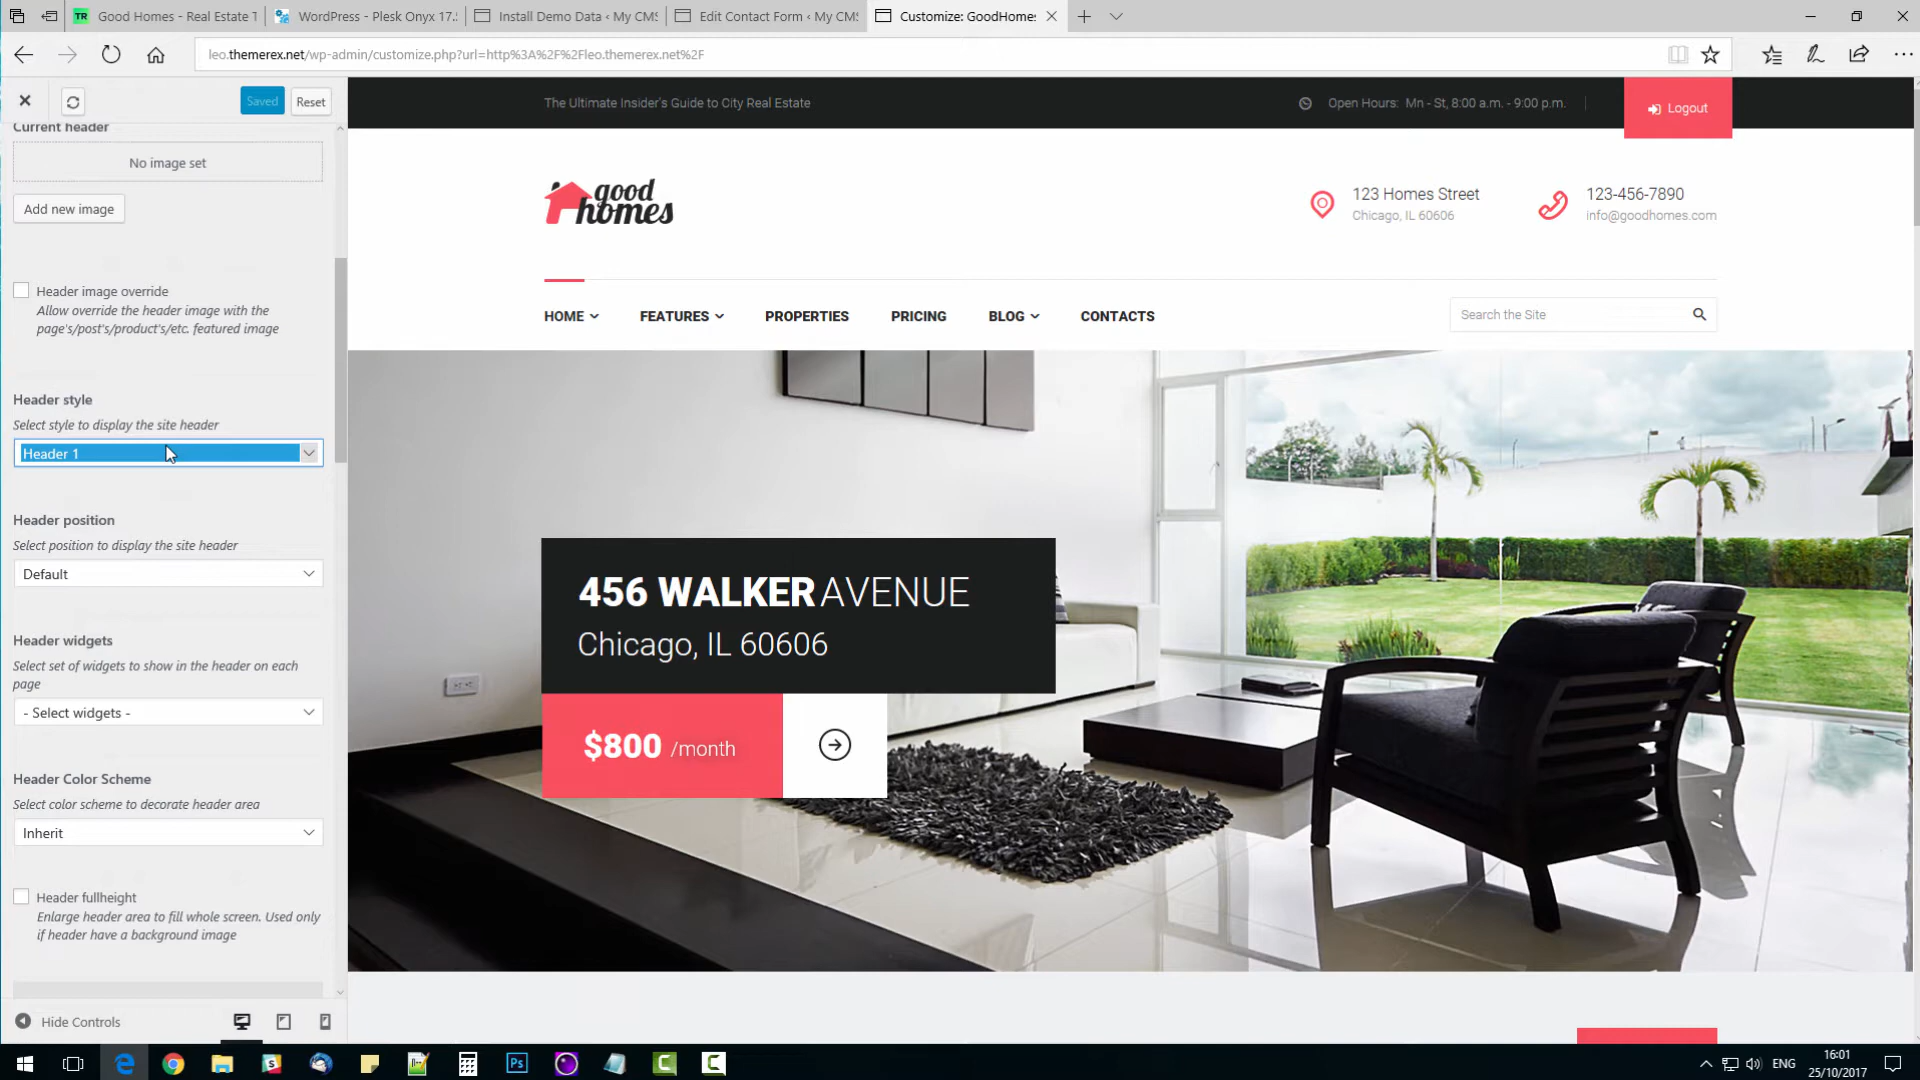 Good Homes - Real Estate T
WordPress - Plesk Onyx 17.
Install Demo Data ‹ My CMS
Edit Contact Form ‹ My CMS
Customize: GoodHomes:
leo.themerex.net/wp-admin/customize.php?url=http%3A%2F%2Fleo.themerex.net%2F
Saved
Reset
Current header
No image set
Add new image
Header image override
Allow override the header image with the
page's/post's/product's/etc. featured image
Header style
Select style to display the site header
Header 1
Header position
Select position to display the site header
Default
Header widgets
Select set of widgets to show in the header on each
page
- Select widgets -
Header Color Scheme
Select color scheme to decorate header area
Inherit
Header fullheight
Enlarge header area to fill whole screen. Used only
if header have a background image
Hide Controls
The Ultimate Insider's Guide to City Real Estate
Open Hours: Mn - St, 8:00 a.m. - 9:00 p.m.
Logout
good
homes
123 Homes Street
Chicago, IL 60606
123-456-7890
info@goodhomes.com
HOME
FEATURES
PROPERTIES
PRICING
BLOG
CONTACTS
Search the Site
456 WALKER AVENUE
Chicago, IL 60606
$800 /month
TR
Ps
ENG
16:01
25/10/2017